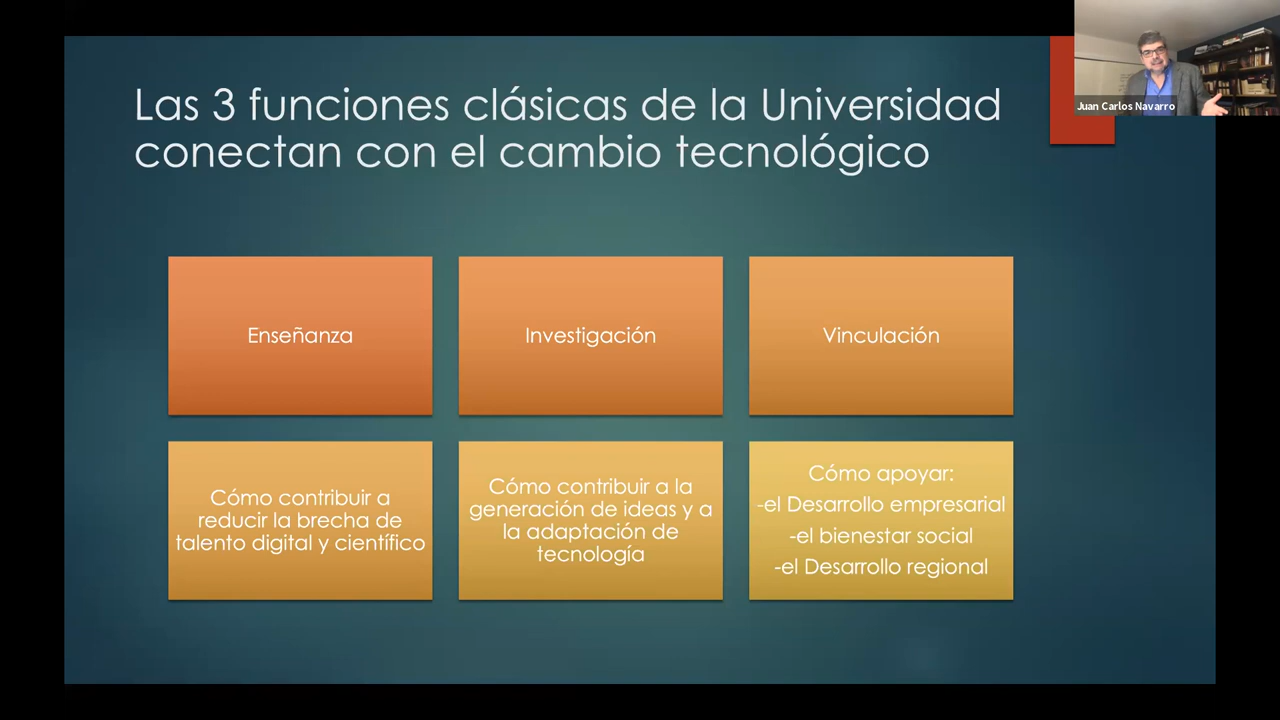 Las 3 funciones clásicas de la Universidad
conectan con el cambio tecnológico
Juan Carlos Navarro
Enseñanza
Investigación
Vinculación
Cómo contribuir a
reducir la brecha de
talento digital y científico
Cómo contribuir a la
generación de ideas y a
la adaptación de
tecnología
Cómo apoyar:
-el Desarrollo empresarial
-el bienestar social
-el Desarrollo regional